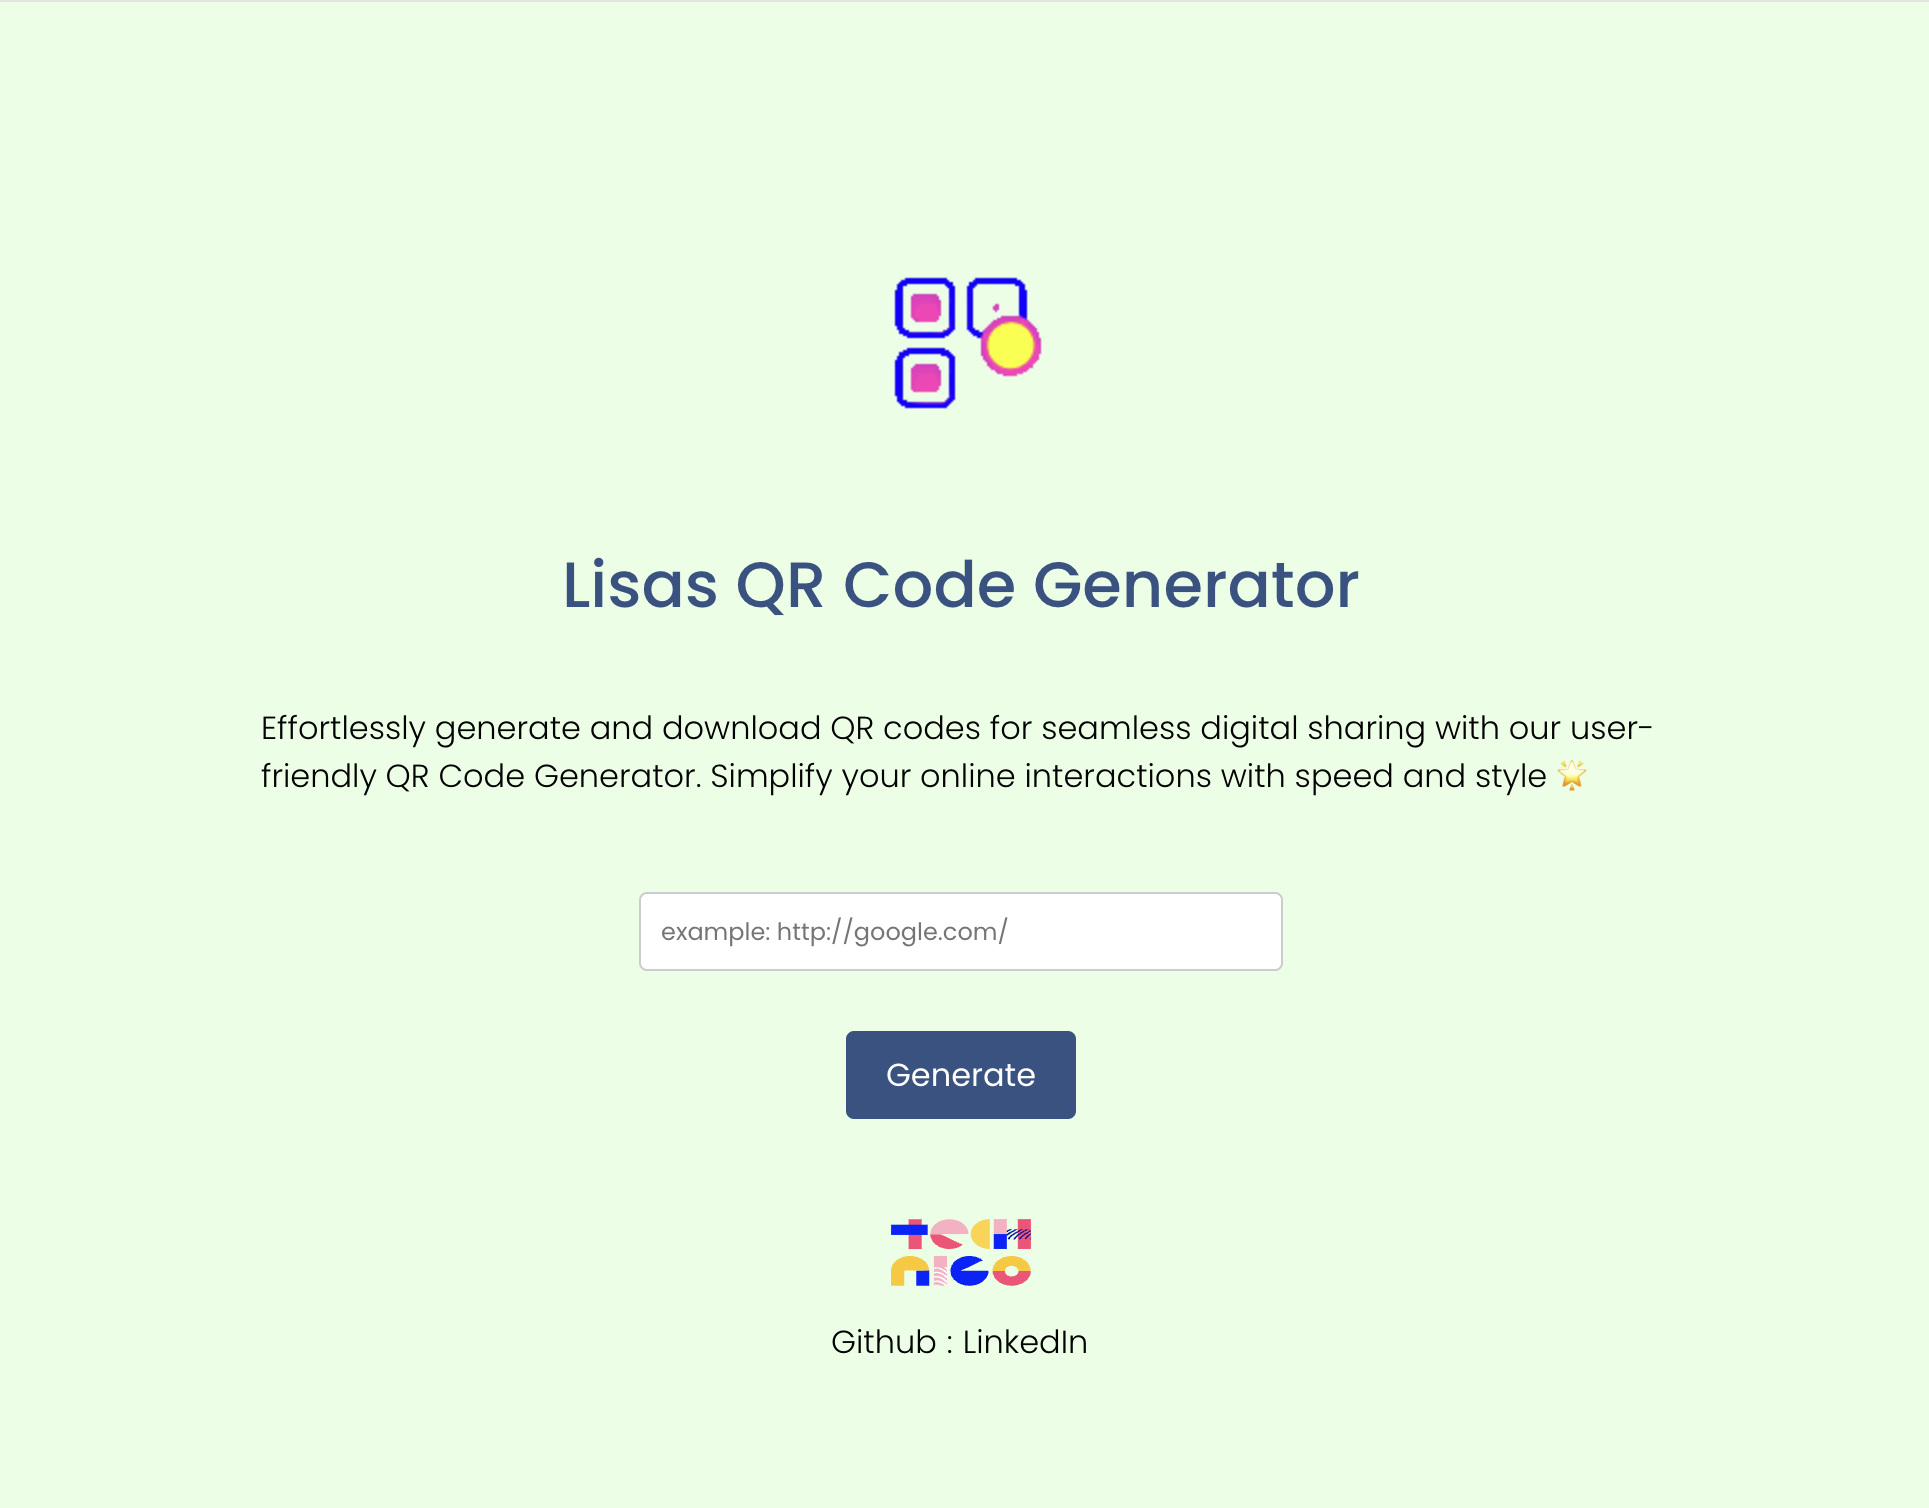 Lisas QR Code Generator
Effortlessly generate and download QR codes for seamless digital sharing with our user-
friendly QR Code Generator. Simplify your online interactions with speed and style 🌟
example: http://google.com/
Generate
tecH
nico
Github : LinkedIn